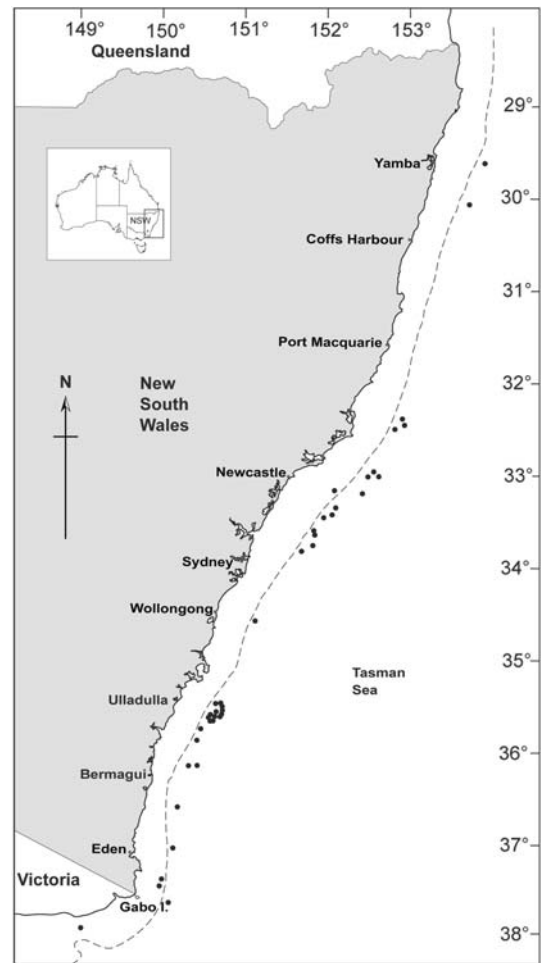 149° 150° 151° 152° 153°
Queensland
29°
Yamba
30°
NSW
Coffs Harbour
31°
Port Macquarie
N
New
South
Wales
32°
Newcastle
33°
Sydney
34°
Wollongong
35°
Tasman
Sea
Ulladulla
36°
Bermagui
Eden
37°
Victoria
Gabo I.
38°